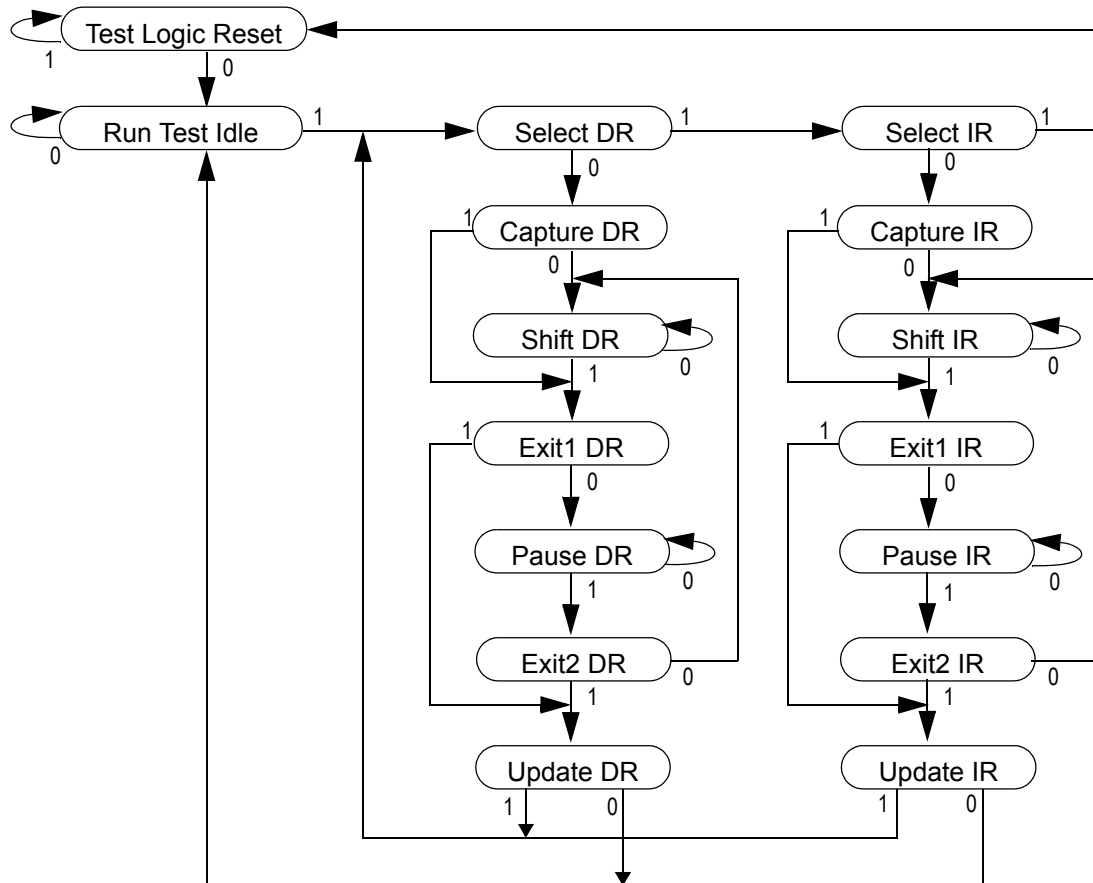 Test Logic Reset
1
0
Run Test Idle
1
Select DR
1
Select IR
1
0
0
0
1
Capture DR
1
Capture IR
0
0
Shift DR
Shift IR
0
0
1
1
1
Exit1 DR
1
Exit1 IR
0
0
Pause DR
Pause IR
0
0
1
1
Exit2 DR
Exit2 IR
0
0
1
1
Update DR
Update IR
1
0
1
0